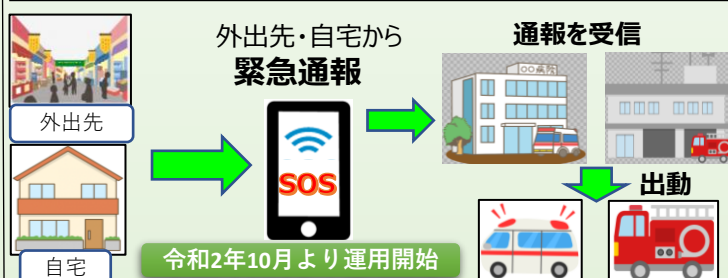 外出先・自宅から
緊急通報
通報を受信
外出先
○○病院
SOS
出動
自宅
令和2年10月より運用開始